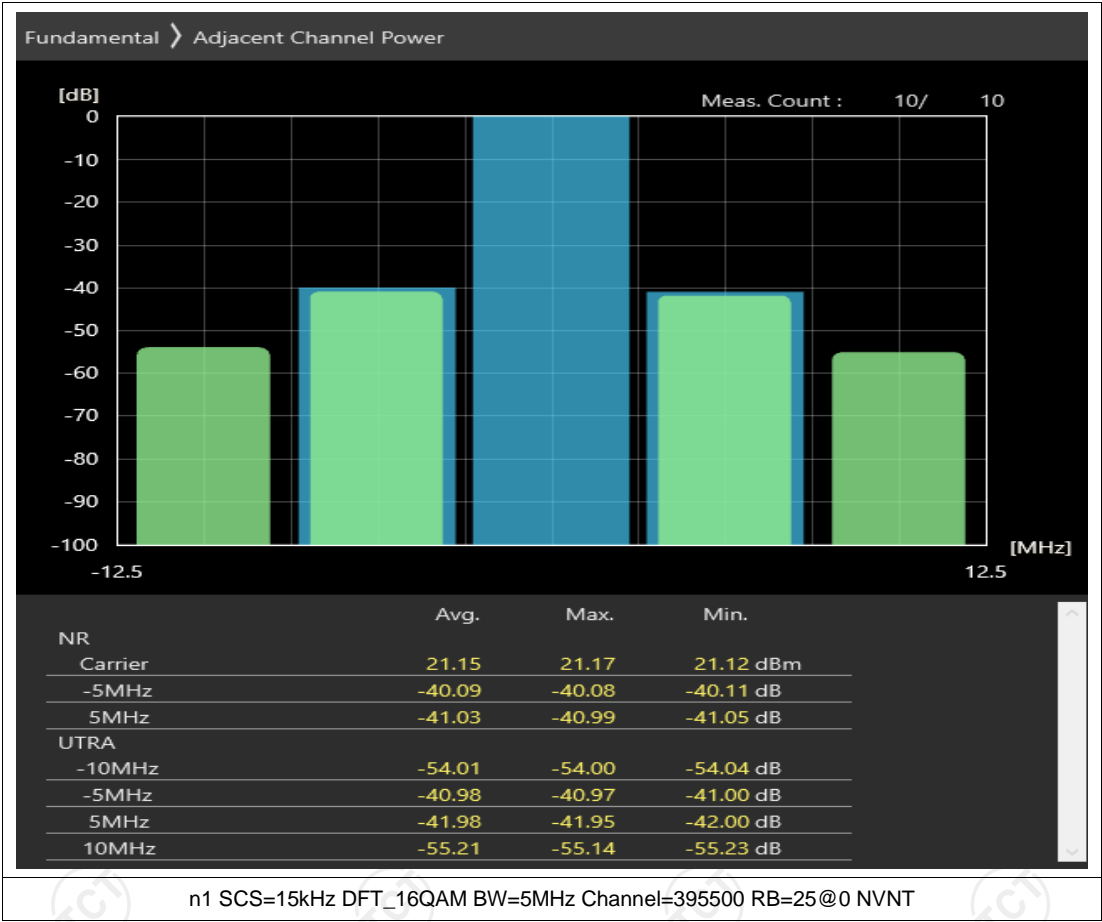 Fundamental 》 Adjacent Channel Power
[dB]
Meas. Count : 10/ 10
0
-10
-20
-30
-40
-50
-60
-70
-80
-90
-100
[MHz]
-12.5 12.5
Avg. Max. Min.
NR
Carrier 21.15 21.17 21.12 dBm
-5MHz -40.09 -40.08 -40.11 dB
5MHz -41.03 -40.99 -41.05 dB
UTRA
-10MHz -54.01 -54.00 -54.04 dB
-5MHz -40.98 -40.97 -41.00 dB
5MHz -41.98 -41.95 -42.00 dB
10MHz -55.21 -55.14 -55.23 dB
n1 SCS=15kHz DFT_16QAM BW=5MHz Channel=395500 RB=25@0 NVNT
TCT TCT TCT TCT